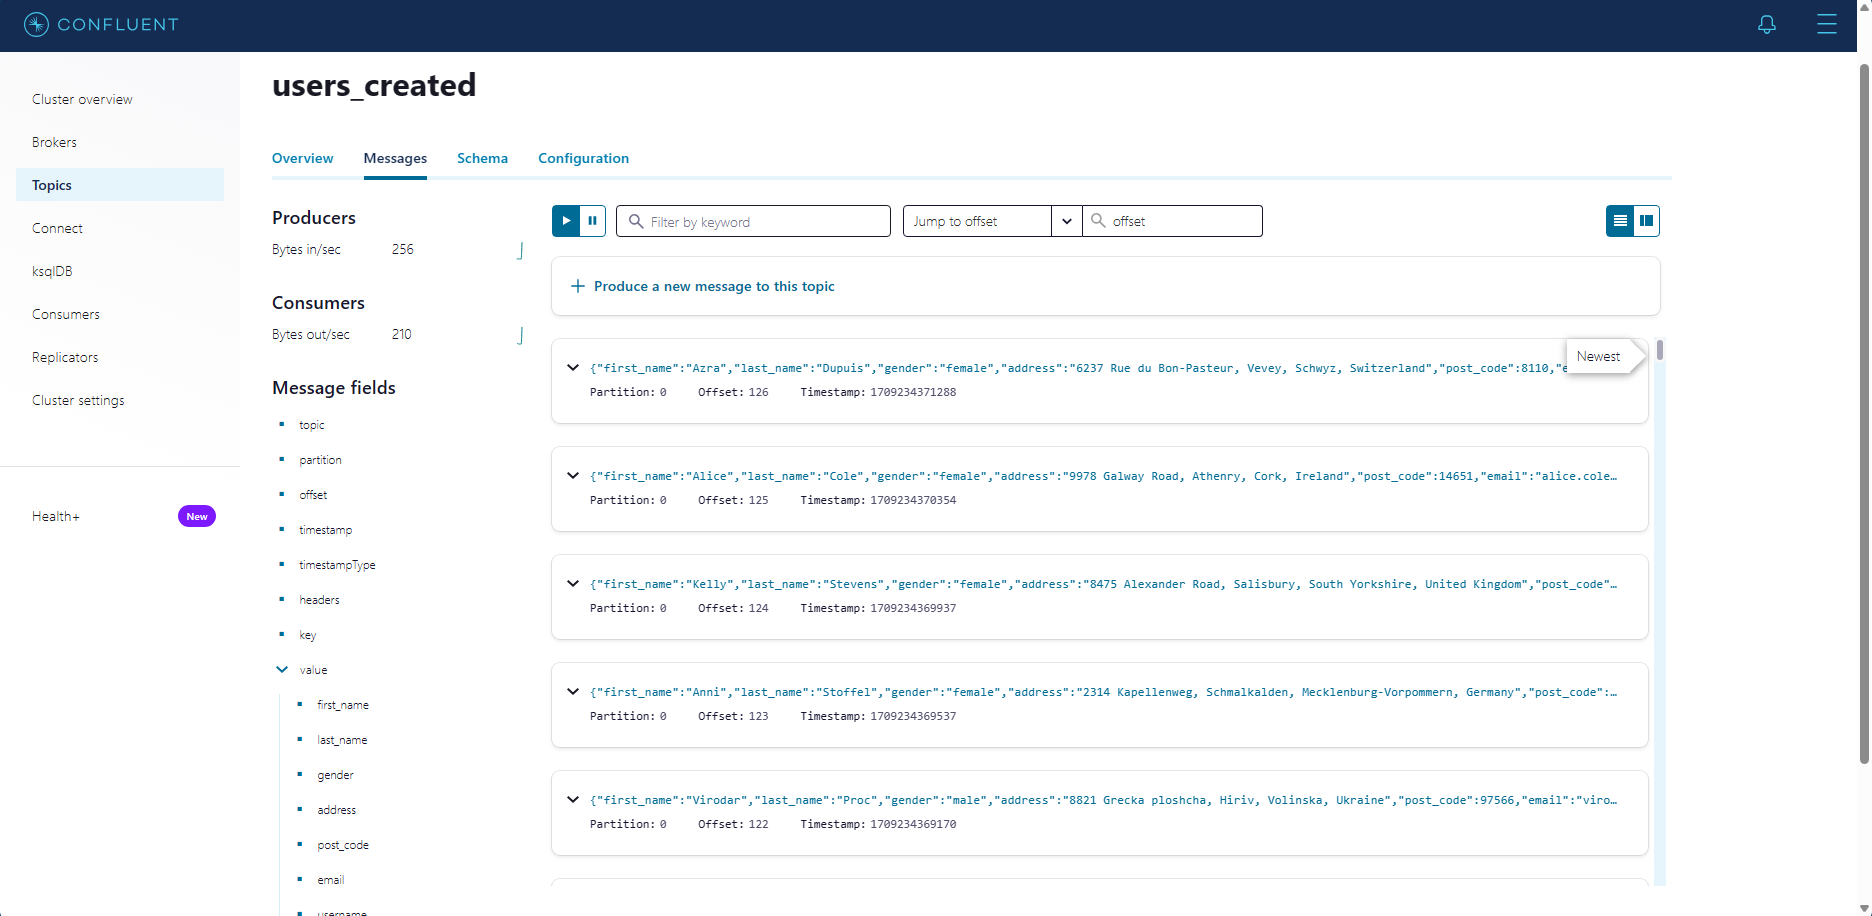 CONFLUENT
Cluster overview
Brokers
Topics
Connect
ksqlDB
Consumers
Replicators
Cluster settings
Health+ New
users_created
Overview Messages Schema Configuration
Producers
Bytes in/sec 256
Consumers
Bytes out/sec 210
Message fields
topic
partition
offset
timestamp
timestampType
headers
key
value
first_name
last_name
gender
address
post_code
email
username
Filter by keyword Jump to offset offset
Produce a new message to this topic
Newest
{"first_name":"Azra","last_name":"Dupuis","gender":"female","address":"6237 Rue du Bon-Pasteur, Vevey, Schwyz, Switzerland","post_code":8110,"e
Partition: 0 Offset: 126 Timestamp: 1709234371288
{"first_name":"Alice","last_name":"Cole","gender":"female","address":"9978 Galway Road, Athenry, Cork, Ireland","post_code":14651,"email":"alice.cole…
Partition: 0 Offset: 125 Timestamp: 1709234370354
{"first_name":"Kelly","last_name":"Stevens","gender":"female","address":"8475 Alexander Road, Salisbury, South Yorkshire, United Kingdom","post_code"…
Partition: 0 Offset: 124 Timestamp: 1709234369937
{"first_name":"Anni","last_name":"Stoffel","gender":"female","address":"2314 Kapellenweg, Schmalkalden, Mecklenburg-Vorpommern, Germany","post_code":…
Partition: 0 Offset: 123 Timestamp: 1709234369537
{"first_name":"Virodar","last_name":"Proc","gender":"male","address":"8821 Grecka ploshcha, Hiriv, Volinska, Ukraine","post_code":97566,"email":"viro…
Partition: 0 Offset: 122 Timestamp: 1709234369170